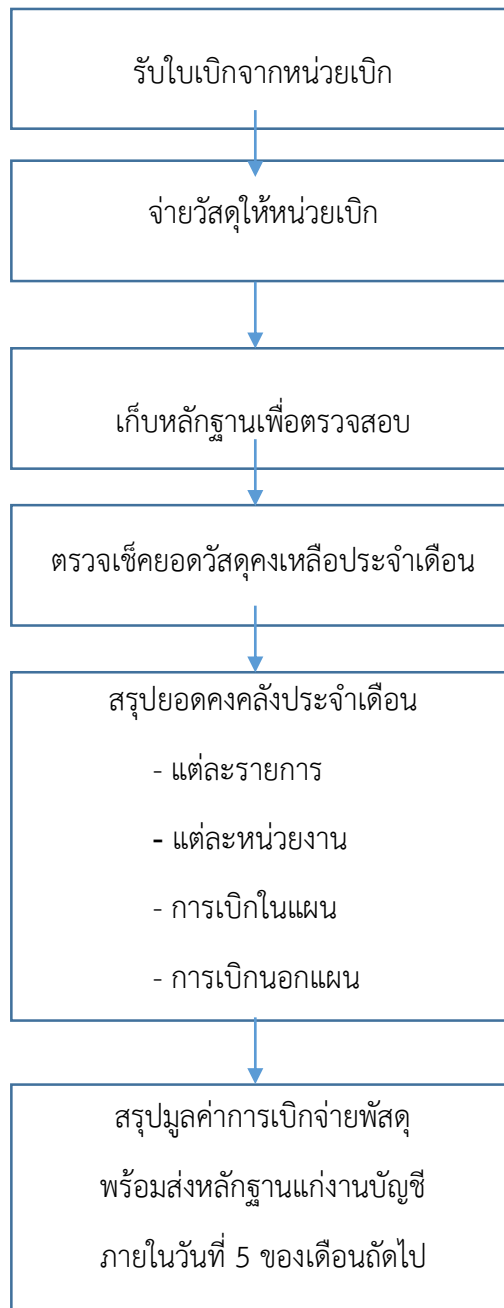 รับใบเบิกจากหน่วยเบิก
จ่ายวัสดุให้หน่วยเบิก
เก็บหลักฐานเพื่อตรวจสอบ
ตรวจเช็คยอดวัสดุคงเหลือประจำเดือน
สรุปยอดคงคลังประจำเดือน
- แต่ละรายการ
- แต่ละหน่วยงาน
- การเบิกในแผน
- การเบิกนอกแผน
สรุปมูลค่าการเบิกจ่ายพัสดุ
พร้อมส่งหลักฐานแก่งานบัญชี
ภายในวันที่ 5 ของเดือนถัดไป